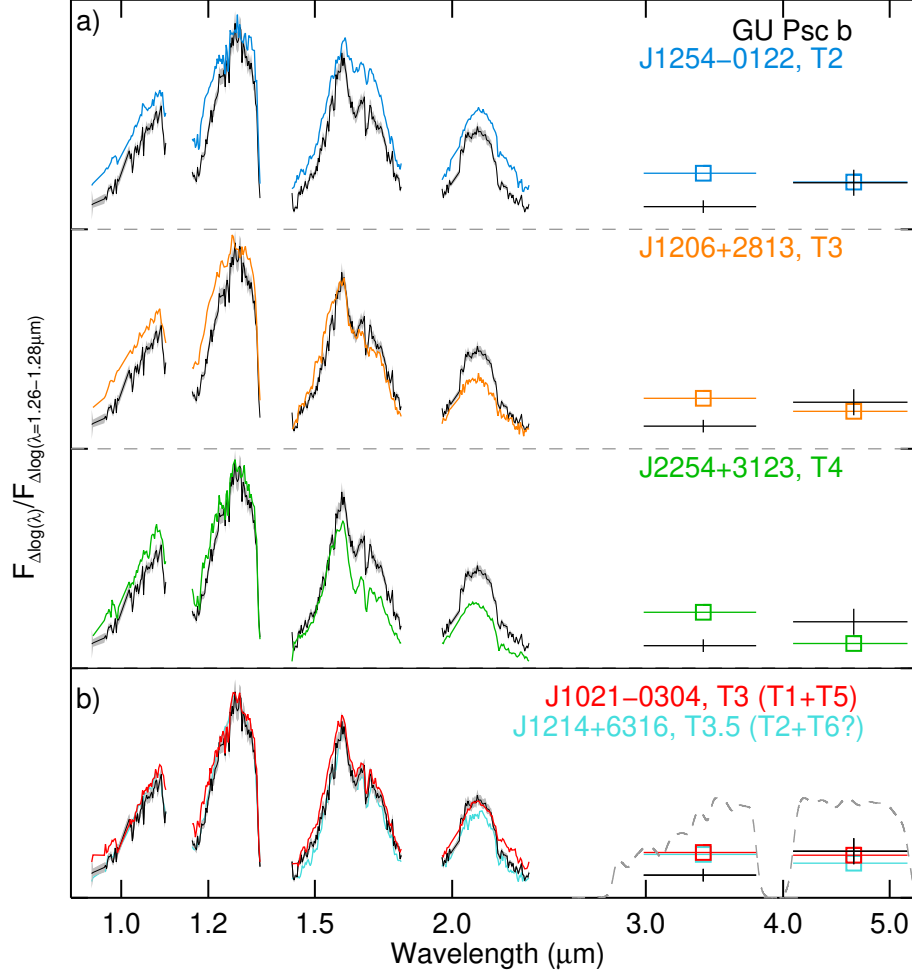 a)
GU Psc b
J1254−0122, T2
J1206+2813, T3
J2254+3123, T4
b)
J1021−0304, T3 (T1+T5)
J1214+6316, T3.5 (T2+T6?)
F_Δlog(λ)/F_Δlog(λ=1.26−1.28μm)
1.0 1.2 1.5 2.0 3.0 4.0 5.0
Wavelength (μm)